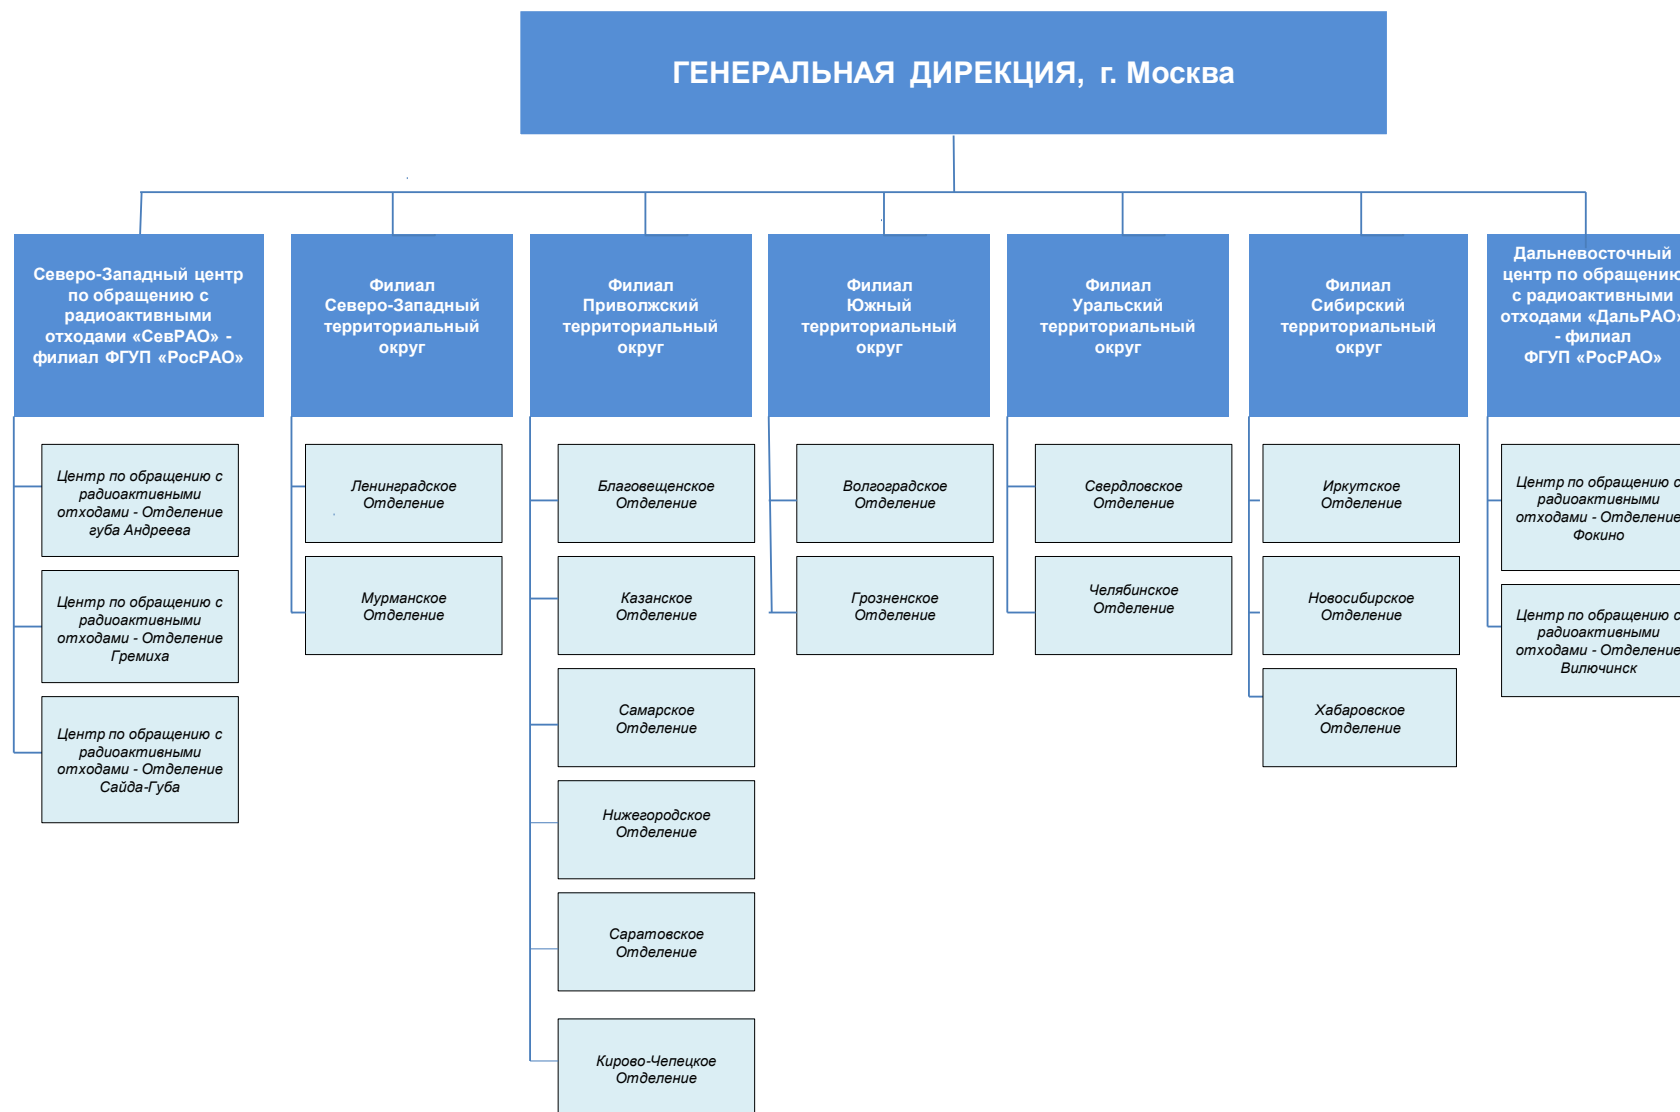 ГЕНЕРАЛЬНАЯ ДИРЕКЦИЯ, г. Москва
Северо-Западный центр
по обращению с
радиоактивными
отходами «СевРАО» -
филиал ФГУП «РосРАО»
Филиал
Северо-Западный
территориальный
округ
Филиал
Приволжский
территориальный
округ
Филиал
Южный
территориальный
округ
Филиал
Уральский
территориальный
округ
Филиал
Сибирский
территориальный
округ
Дальневосточный
центр по обращению
с радиоактивными
отходами «ДальРАО»
- филиал
ФГУП «РосРАО»
Центр по обращению с
радиоактивными
отходами - Отделение
губа Андреева
Центр по обращению с
радиоактивными
отходами - Отделение
Гремиха
Центр по обращению с
радиоактивными
отходами - Отделение
Сайда-Губа
Ленинградское
Отделение
Мурманское
Отделение
Благовещенское
Отделение
Казанское
Отделение
Самарское
Отделение
Нижегородское
Отделение
Саратовское
Отделение
Кирово-Чепецкое
Отделение
Волгоградское
Отделение
Грозненское
Отделение
Свердловское
Отделение
Челябинское
Отделение
Иркутское
Отделение
Новосибирское
Отделение
Хабаровское
Отделение
Центр по обращению с
радиоактивными
отходами - Отделение
Фокино
Центр по обращению с
радиоактивными
отходами - Отделение
Вилючинск